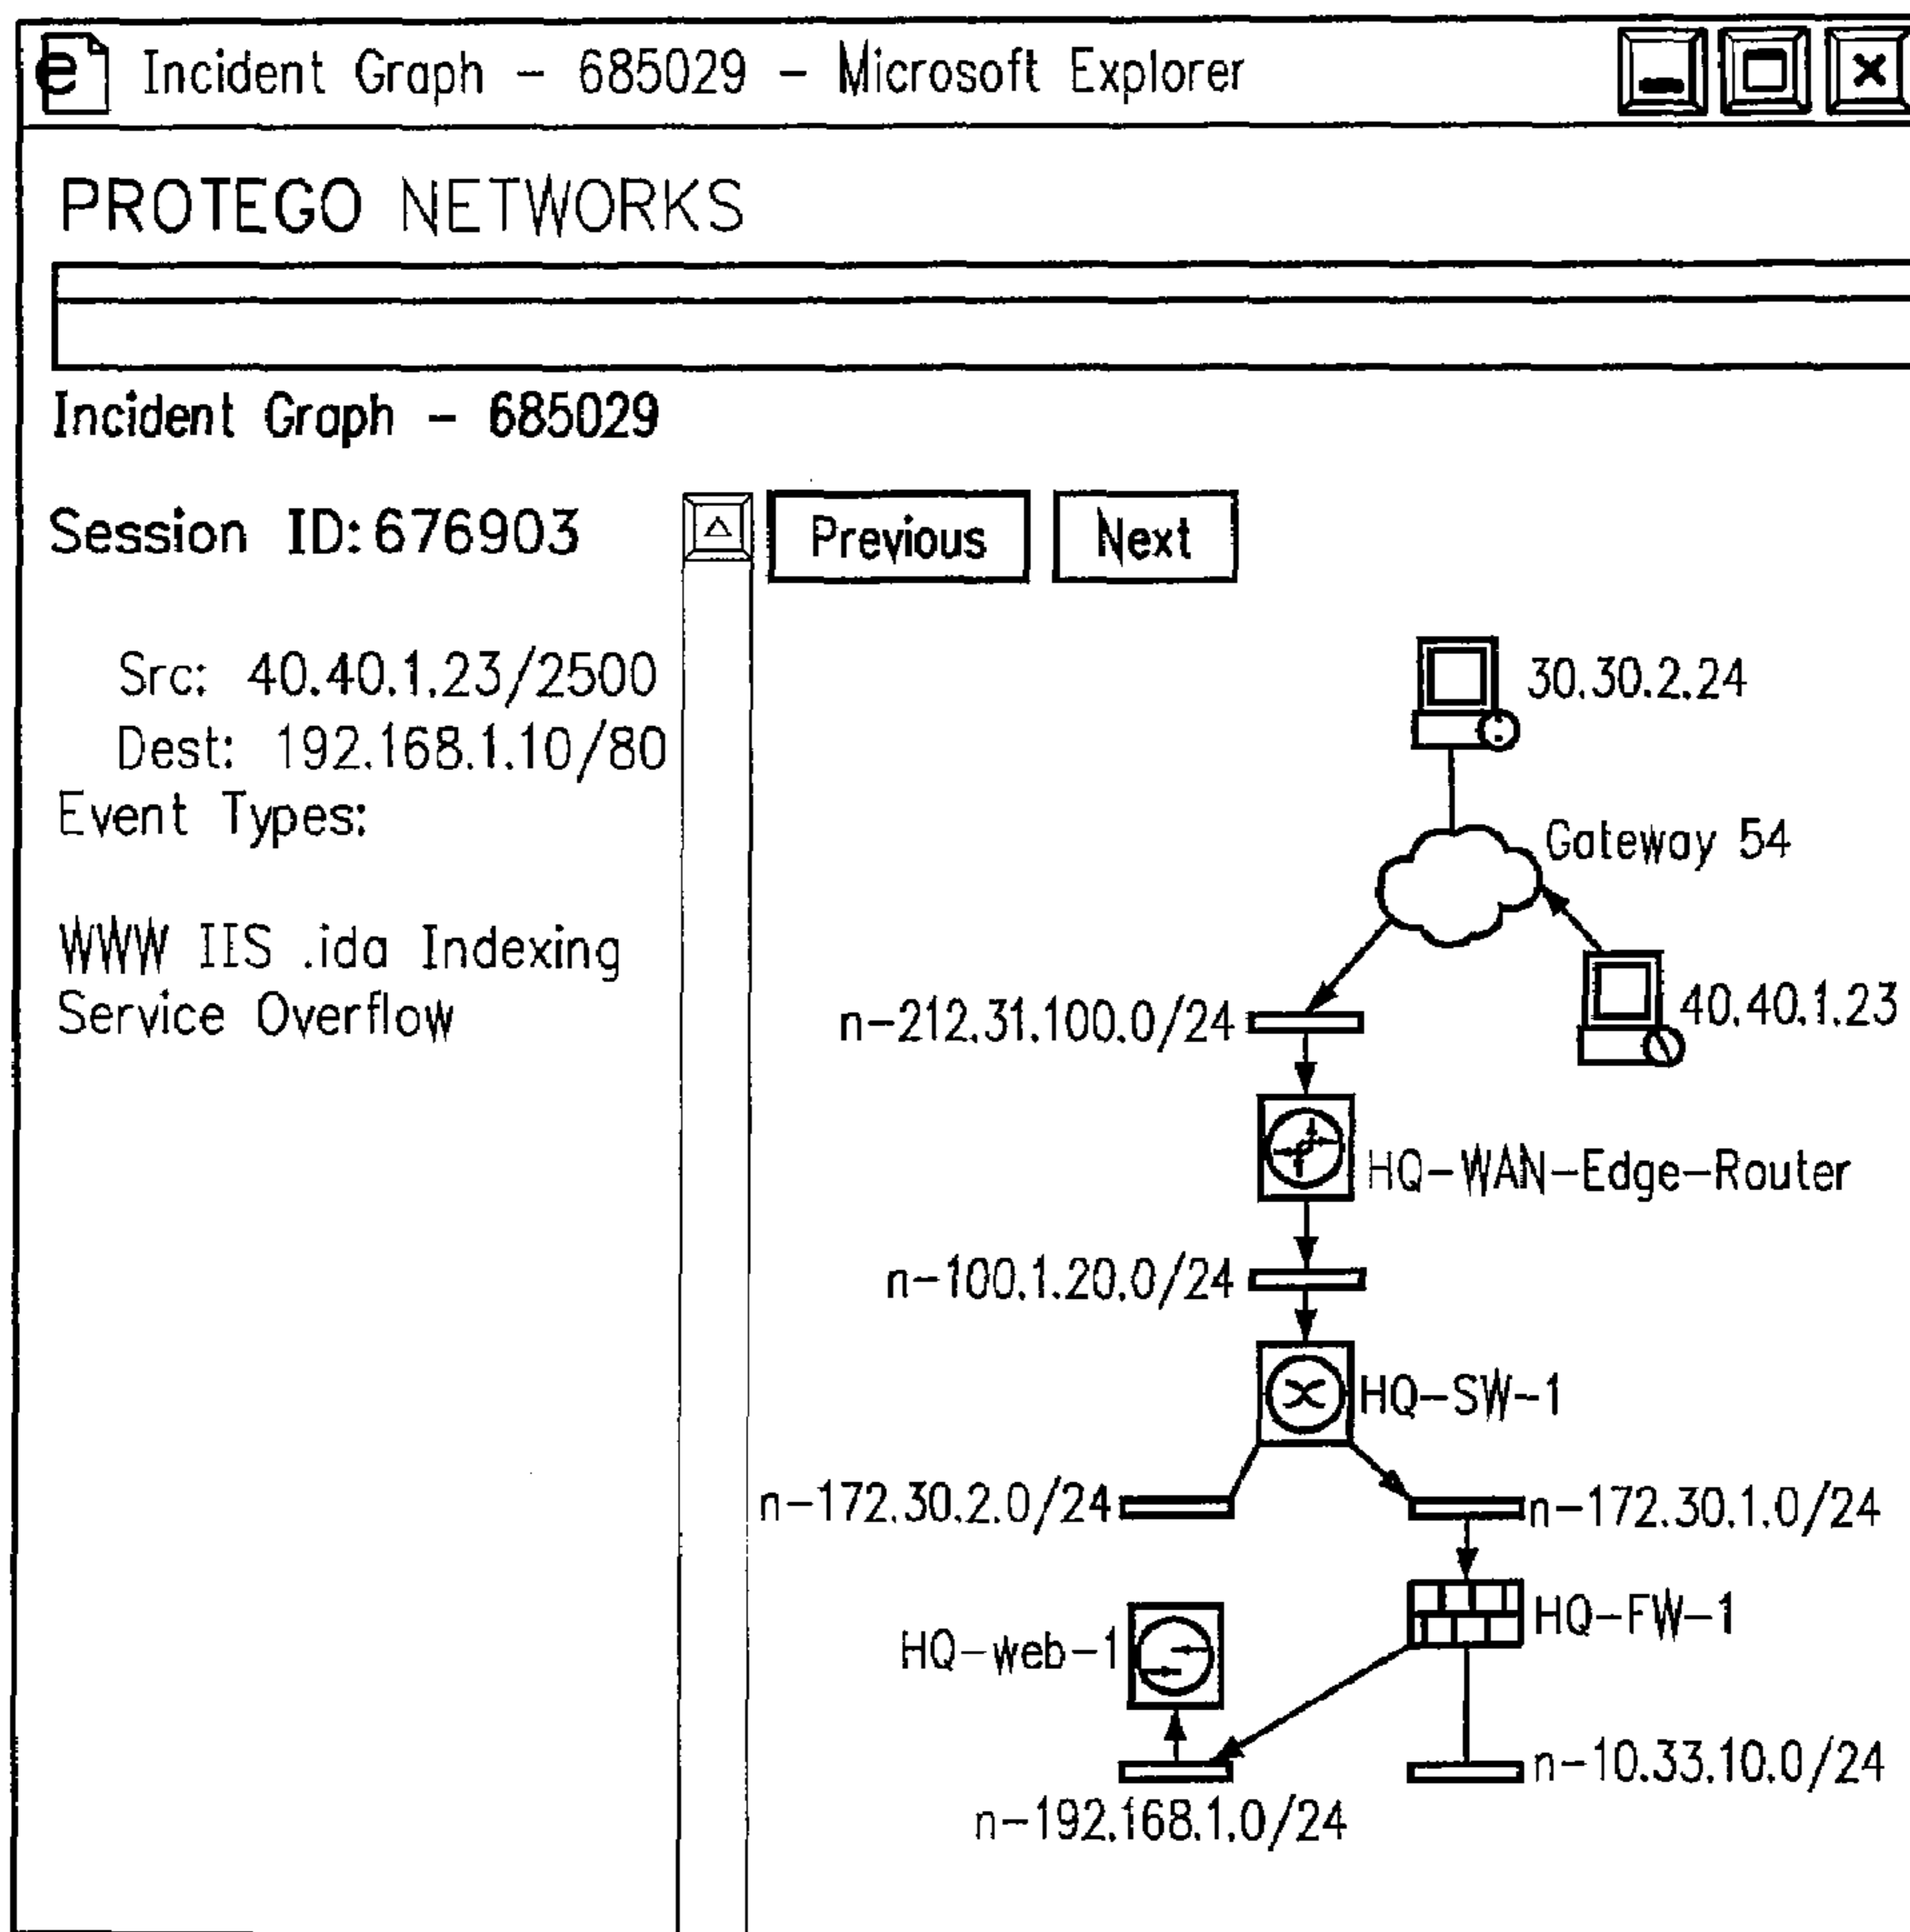 Incident Graph - 685029 - Microsoft Explorer
PROTEGO NETWORKS
Incident Graph - 685029
Session ID:676903
Previous
Next
Src: 40.40.1.23/2500
Dest: 192.168.1.10/80
Event Types:
WWW IIS .ida Indexing
Service Overflow
30.30.2.24
Gateway 54
40.40.1.23
n-212.31.100.0/24
HQ-WAN-Edge-Router
n-100.1.20.0/24
HQ-SW-1
n-172.30.2.0/24
n-172.30.1.0/24
HQ-FW-1
HQ-web-1
n-10.33.10.0/24
n-192.168.1.0/24